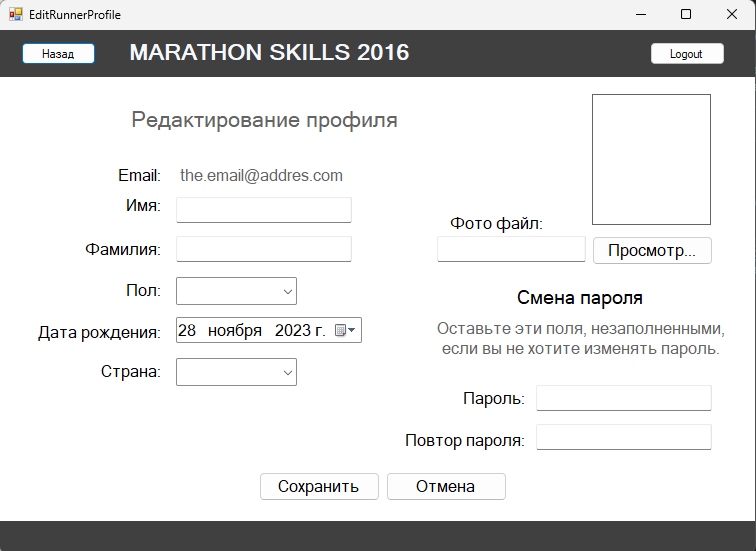 EditRunnerProfile
Назад
MARATHON SKILLS 2016
Logout
Редактирование профиля
Email: the.email@addres.com
Имя:
Фото файл:
Фамилия:
Просмотр...
Пол:
Смена пароля
Дата рождения: 28 ноября 2023 г.
Оставьте эти поля, незаполненными,
если вы не хотите изменять пароль.
Страна:
Пароль:
Повтор пароля:
Сохранить
Отмена